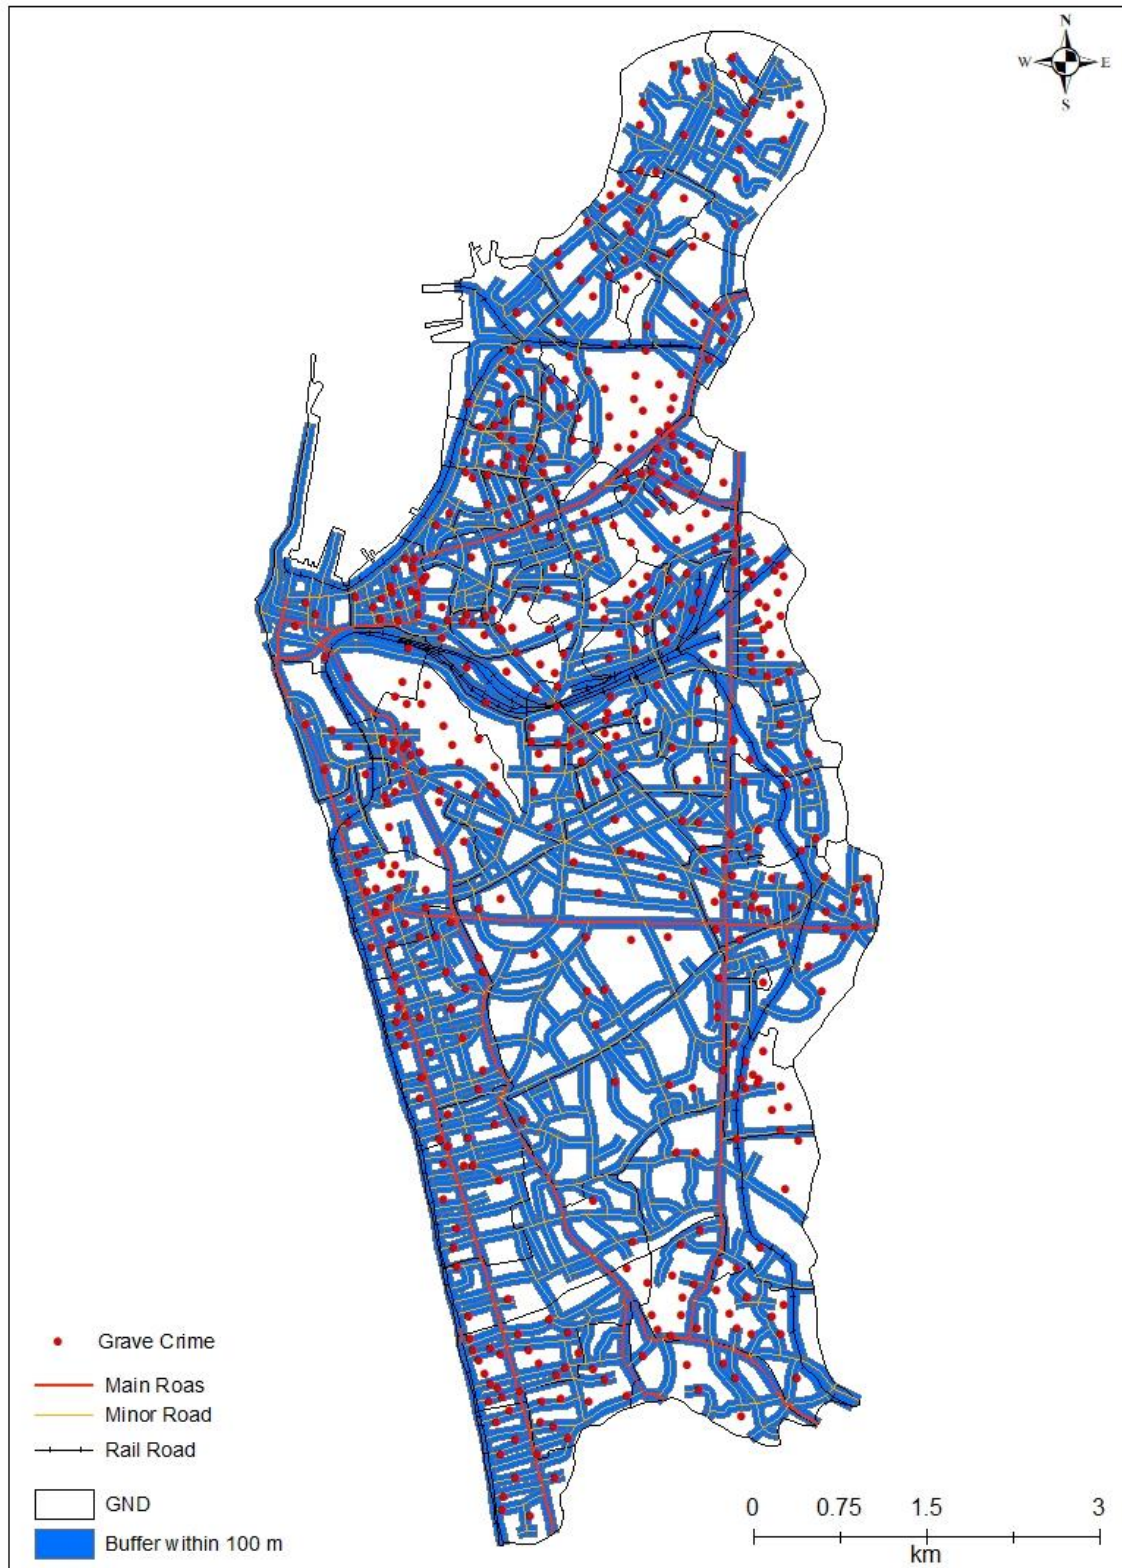 N
W E
S
Grave Crime
Main Roas
Minor Road
Rail Road
GND
Buffer within 100 m
0 0.75 1.5 3
km